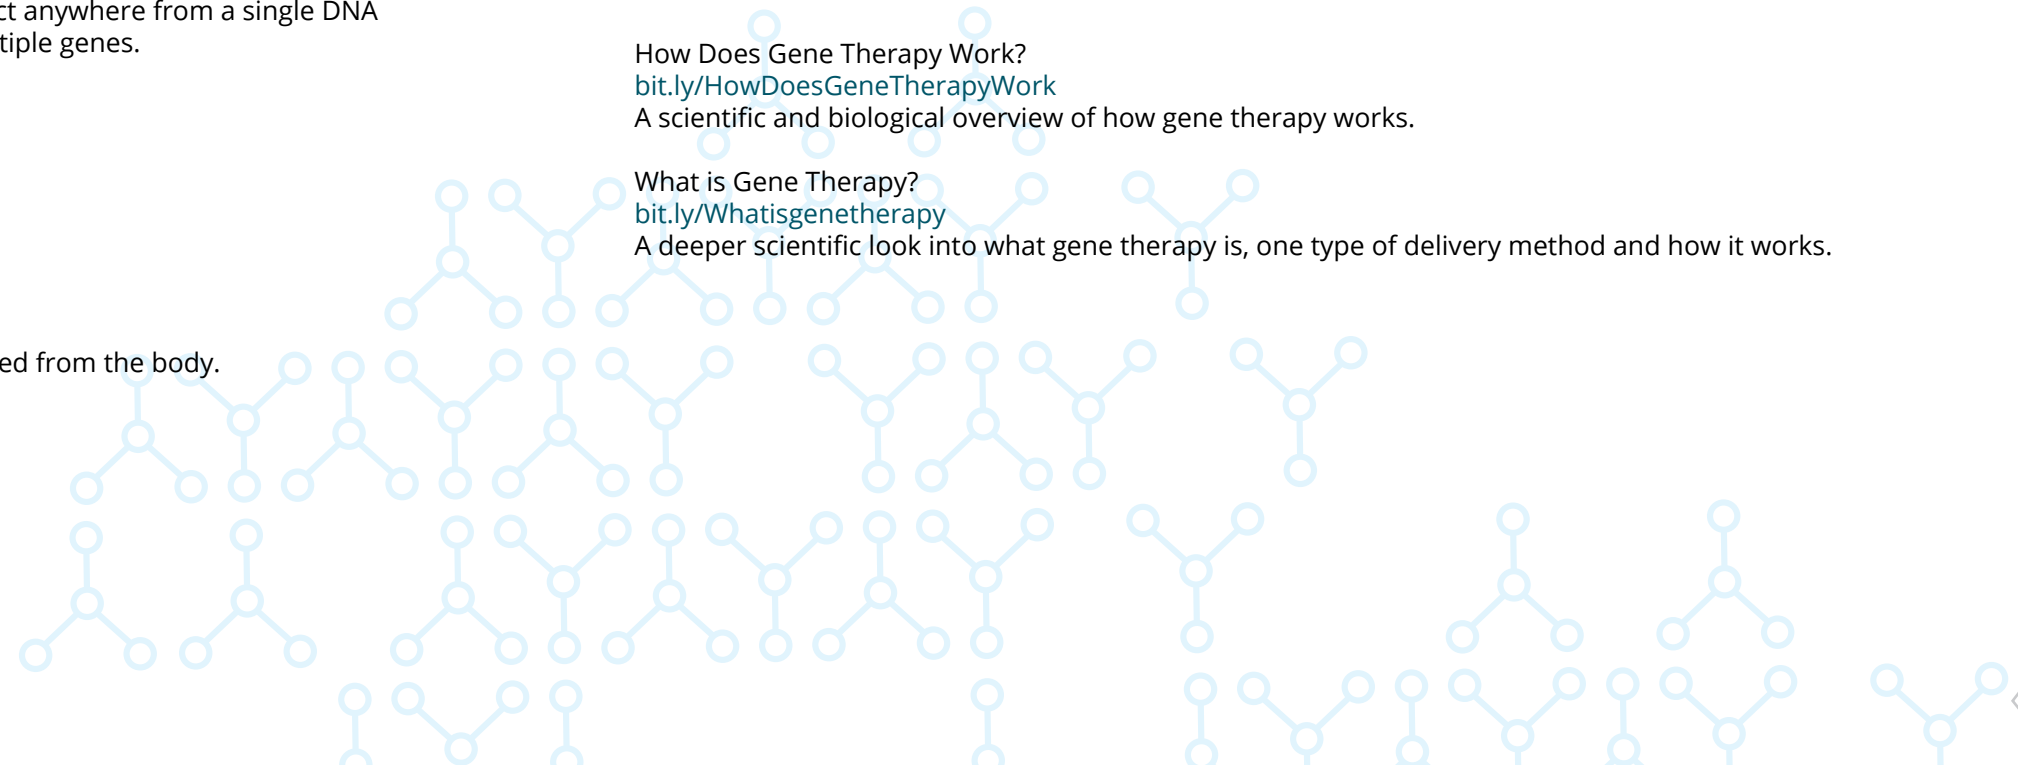 anywhere from a single DNA
genes.
ed from the body.
How Does Gene Therapy Work?
bit.ly/HowDoesGeneTherapyWork
A scientific and biological overview of how gene therapy works.
What is Gene Therapy?
bit.ly/Whatisgenetherapy
A deeper scientific look into what gene therapy is, one type of delivery method and how it works.